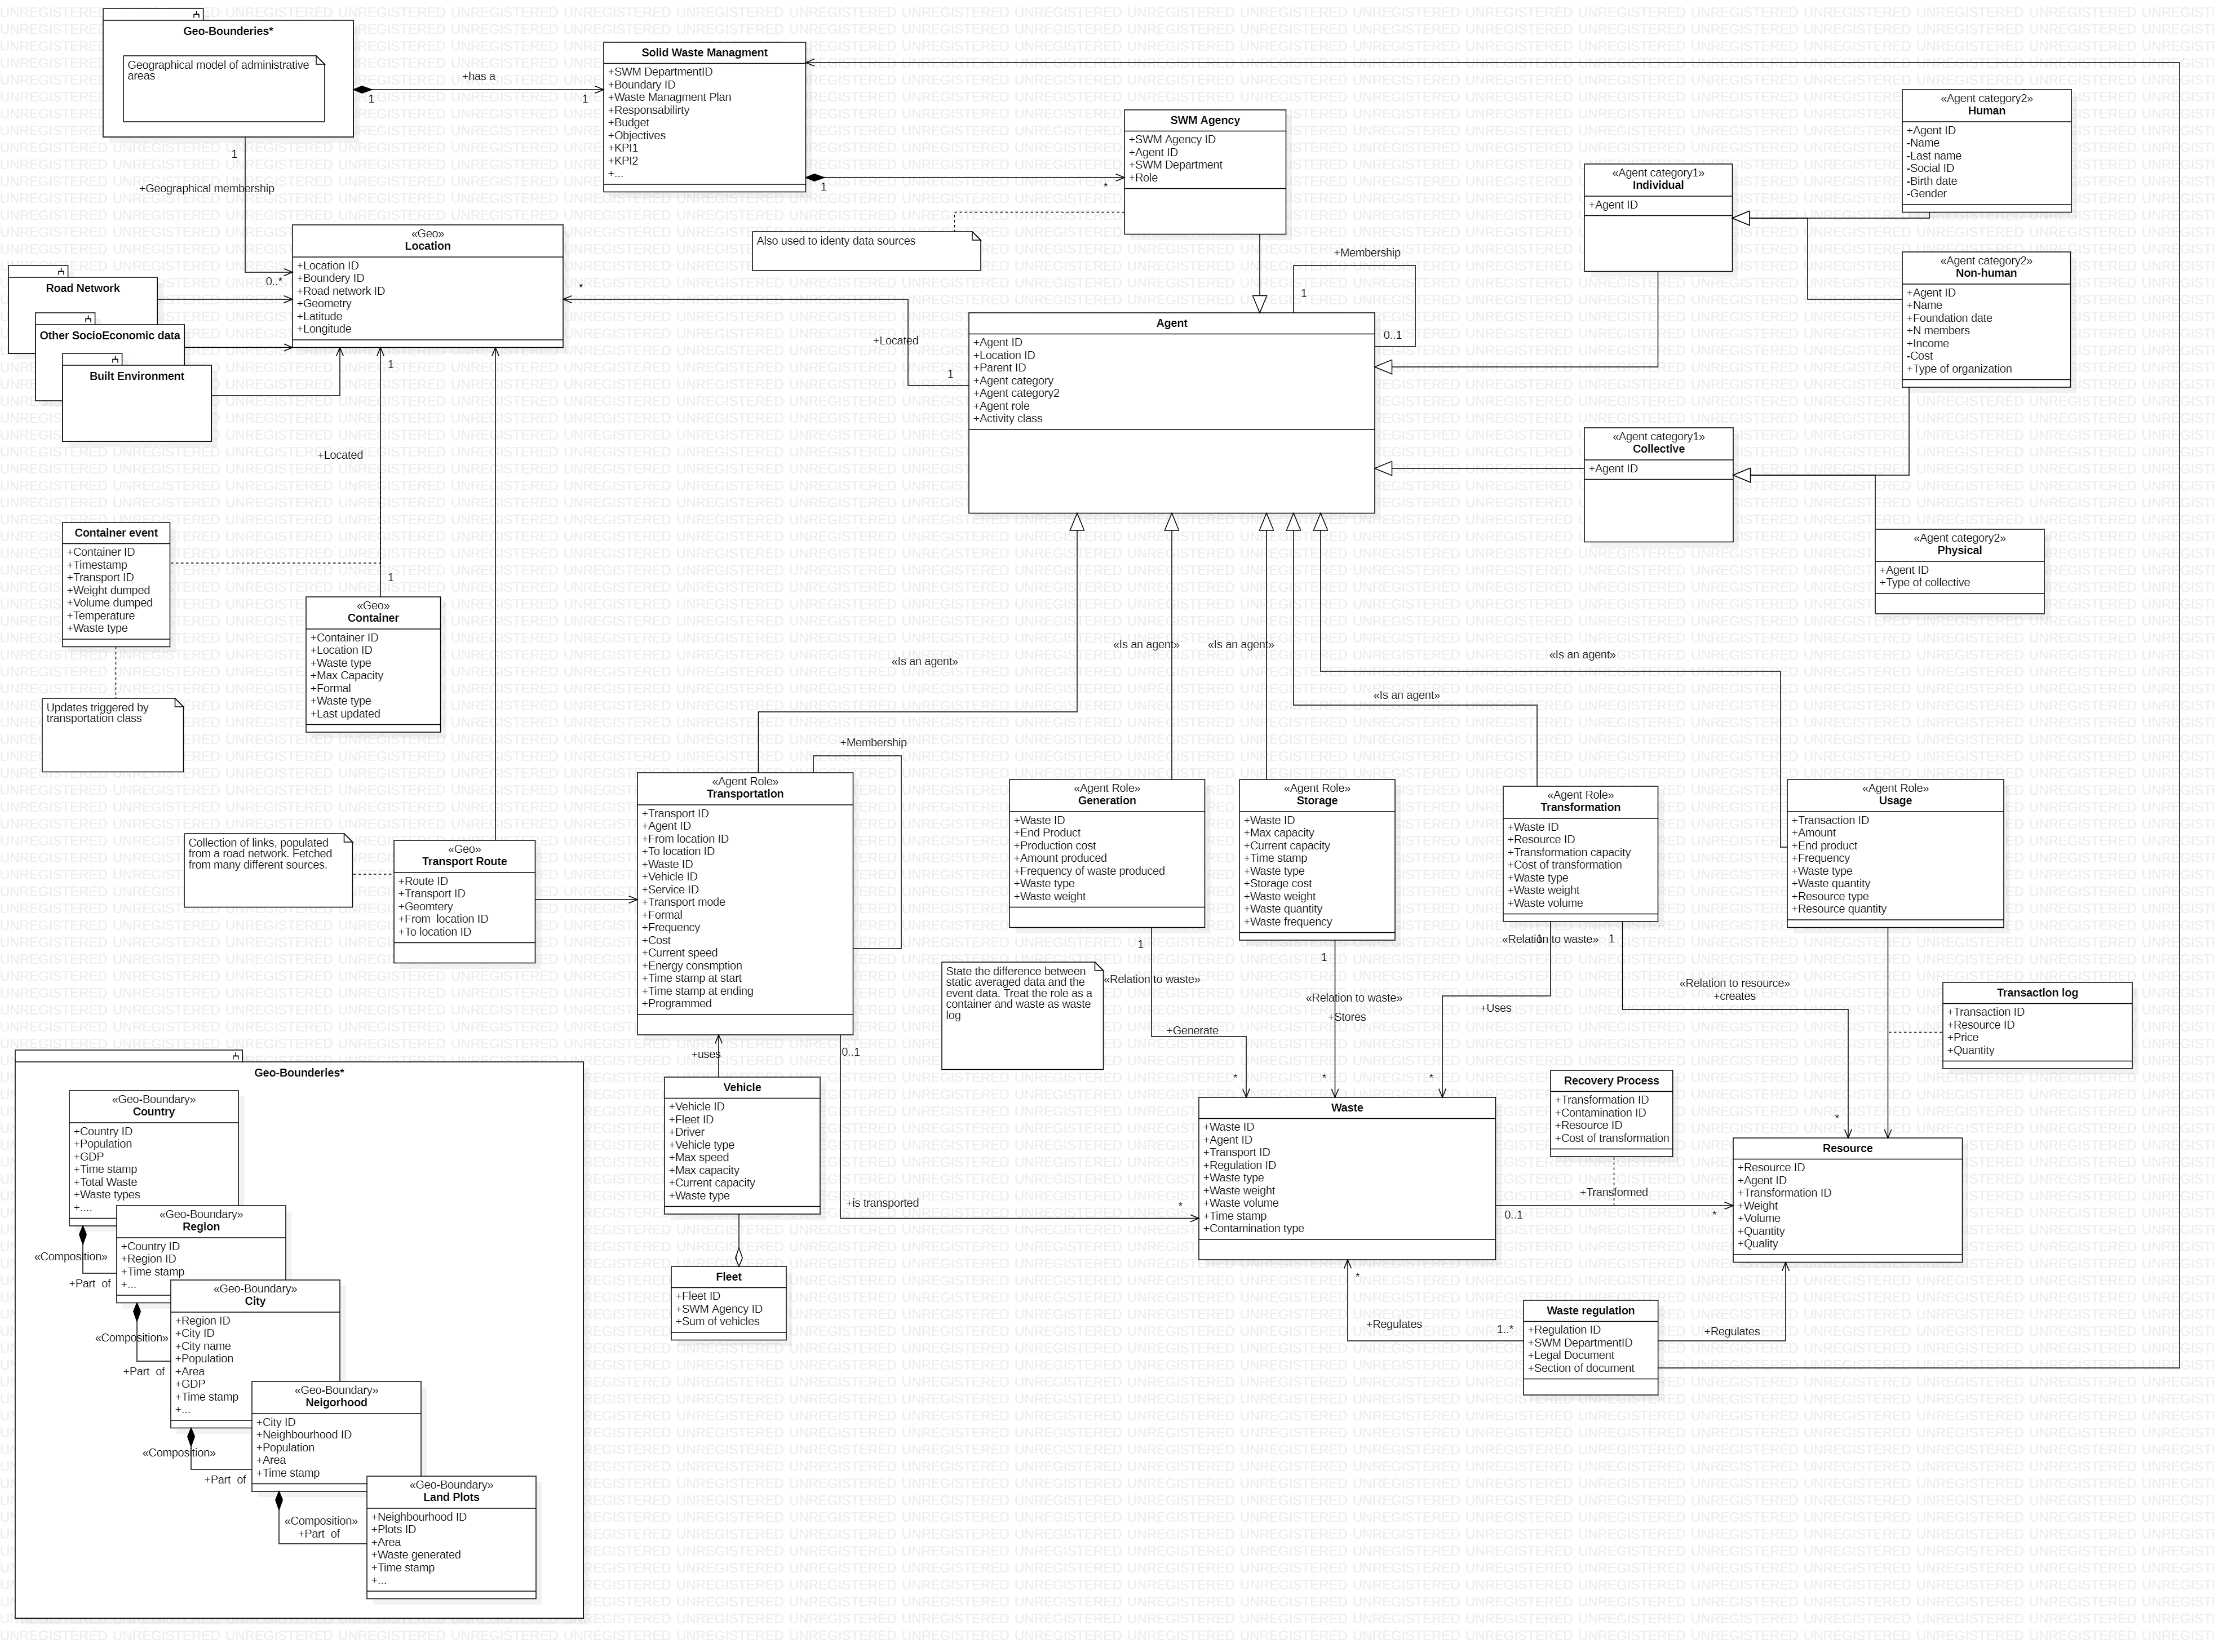 Geo-Bounderies*
Geographical model of administrative
areas
+has a
1
1
Solid Waste Managment
+SWM DepartmentID
+Boundary ID
+Waste Managment Plan
+Responsabilirty
+Budget
+Objectives
+KPI1
+KPI2
+...
1
*
SWM Agency
+SWM Agency ID
+Agent ID
+SWM Department
+Role
Also used to identy data sources
«Agent category2»
Human
+Agent ID
-Name
-Last name
-Social ID
-Birth date
-Gender
«Agent category1»
Individual
+Agent ID
«Agent category2»
Non-human
+Agent ID
+Name
+Foundation date
+N members
+Income
-Cost
+Type of organization
«Agent category1»
Collective
+Agent ID
«Agent category2»
Physical
+Agent ID
+Type of collective
1
+Geographical membership
0..*
«Geo»
Location
+Location ID
+Boundery ID
+Road network ID
+Geometry
+Latitude
+Longitude
Road Network
Other SocioEconomic data
Built Environment
*
+Located
1
+Membership
1
0..1
Agent
+Agent ID
+Location ID
+Parent ID
+Agent category
+Agent category2
+Agent role
+Activity class
1
+Located
1
Container event
+Container ID
+Timestamp
+Transport ID
+Weight dumped
+Volume dumped
+Temperature
+Waste type
Updates triggered by
transportation class
«Geo»
Container
+Container ID
+Location ID
+Waste type
+Max Capacity
+Formal
+Waste type
+Last updated
«Is an agent»
«Is an agent»
«Is an agent»
«Is an agent»
«Is an agent»
Collection of links, populated
from a road network. Fetched
from many different sources.
«Geo»
Transport Route
+Route ID
+Transport ID
+Geomtery
+From  location ID
+To location ID
+Membership
«Agent Role»
Transportation
+Transport ID
+Agent ID
+From location ID
+To location ID
+Waste ID
+Vehicle ID
+Service ID
+Transport mode
+Formal
+Frequency
+Cost
+Current speed
+Energy consmption
+Time stamp at start
+Time stamp at ending
+Programmed
«Agent Role»
Generation
+Waste ID
+End Product
+Production cost
+Amount produced
+Frequency of waste produced
+Waste type
+Waste weight
«Agent Role»
Storage
+Waste ID
+Max capacity
+Current capacity
+Time stamp
+Waste type
+Storage cost
+Waste weight
+Waste quantity
+Waste frequency
«Agent Role»
Transformation
+Waste ID
+Resource ID
+Transformation capacity
+Cost of transformation
+Waste type
+Waste weight
+Waste volume
«Agent Role»
Usage
+Transaction ID
+Amount
+End product
+Frequency
+Waste type
+Waste quantity
+Resource type
+Resource quantity
State the difference between
static averaged data and the
event data. Treat the role as a
container and waste as waste
log
1
«Relation to waste»
+Generate
*
1
«Relation to waste»
+Stores
*
«Relation to waste»
1
+Uses
*
1
«Relation to resource»
+creates
*
Transaction log
+Transaction ID
+Resource ID
+Price
+Quantity
+uses
0..1
+is transported
*
Vehicle
+Vehicle ID
+Fleet ID
+Driver
+Vehicle type
+Max speed
+Max capacity
+Current capacity
+Waste type
Fleet
+Fleet ID
+SWM Agency ID
+Sum of vehicles
Waste
+Waste ID
+Agent ID
+Transport ID
+Regulation ID
+Waste type
+Waste weight
+Waste volume
+Time stamp
+Contamination type
Recovery Process
+Transformation ID
+Contamination ID
+Resource ID
+Cost of transformation
+Transformed
0..1
*
Resource
+Resource ID
+Agent ID
+Transformation ID
+Weight
+Volume
+Quantity
+Quality
*
+Regulates
1..*
Waste regulation
+Regulation ID
+SWM DepartmentID
+Legal Document
+Section of document
+Regulates
Geo-Bounderies*
«Geo-Boundary»
Country
+Country ID
+Population
+GDP
+Time stamp
+Total Waste
+Waste types
+....
«Composition»
+Part  of
«Geo-Boundary»
Region
+Country ID
+Region ID
+Time stamp
+...
«Composition»
+Part  of
«Geo-Boundary»
City
+Region ID
+City ID
+City name
+Population
+Area
+GDP
+Time stamp
+...
«Composition»
+Part  of
«Geo-Boundary»
Neigorhood
+City ID
+Neighbourhood ID
+Population
+Area
+Time stamp
«Composition»
+Part  of
«Geo-Boundary»
Land Plots
+Neighbourhood ID
+Plots ID
+Area
+Waste generated
+Time stamp
+...
UNREGISTERED